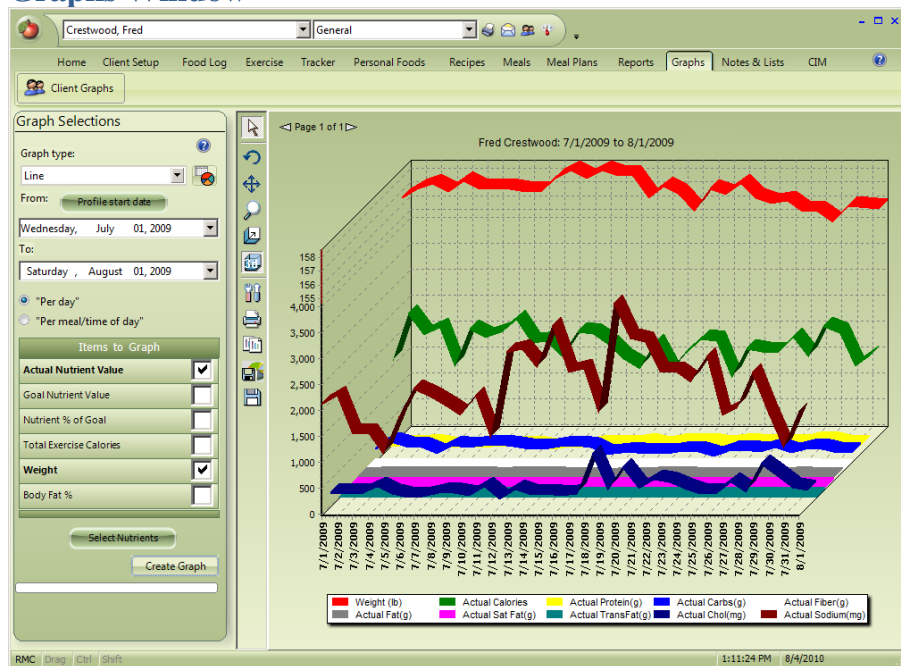 Graphs Window
Crestwood, Fred
General
Home Client Setup Food Log Exercise Tracker Personal Foods Recipes Meals Meal Plans Reports Graphs Notes & Lists CIM
Client Graphs
Graph Selections
Graph type:
Line
From: Profile start date
Wednesday, July 01, 2009
To:
Saturday , August 01, 2009
"Per day"
"Per meal/time of day"
Items to Graph
Actual Nutrient Value
Goal Nutrient Value
Nutrient % of Goal
Total Exercise Calories
Weight
Body Fat %
Select Nutrients
Create Graph
Page 1 of 1
Fred Crestwood: 7/1/2009 to 8/1/2009
158
157
156
155
4,000
3,500
3,000
2,500
2,000
1,500
1,000
500
0
7/1/2009
7/2/2009
7/3/2009
7/4/2009
7/5/2009
7/6/2009
7/7/2009
7/8/2009
7/9/2009
7/10/2009
7/11/2009
7/12/2009
7/13/2009
7/14/2009
7/15/2009
7/16/2009
7/17/2009
7/18/2009
7/19/2009
7/20/2009
7/21/2009
7/22/2009
7/23/2009
7/24/2009
7/25/2009
7/26/2009
7/27/2009
7/28/2009
7/29/2009
7/30/2009
7/31/2009
8/1/2009
Weight (lb) Actual Calories Actual Protein(g) Actual Carbs(g) Actual Fiber(g)
Actual Fat(g) Actual Sat Fat(g) Actual TransFat(g) Actual Chol(mg) Actual Sodium(mg)
RMC Drag Ctrl Shift 1:11:24 PM 8/4/2010